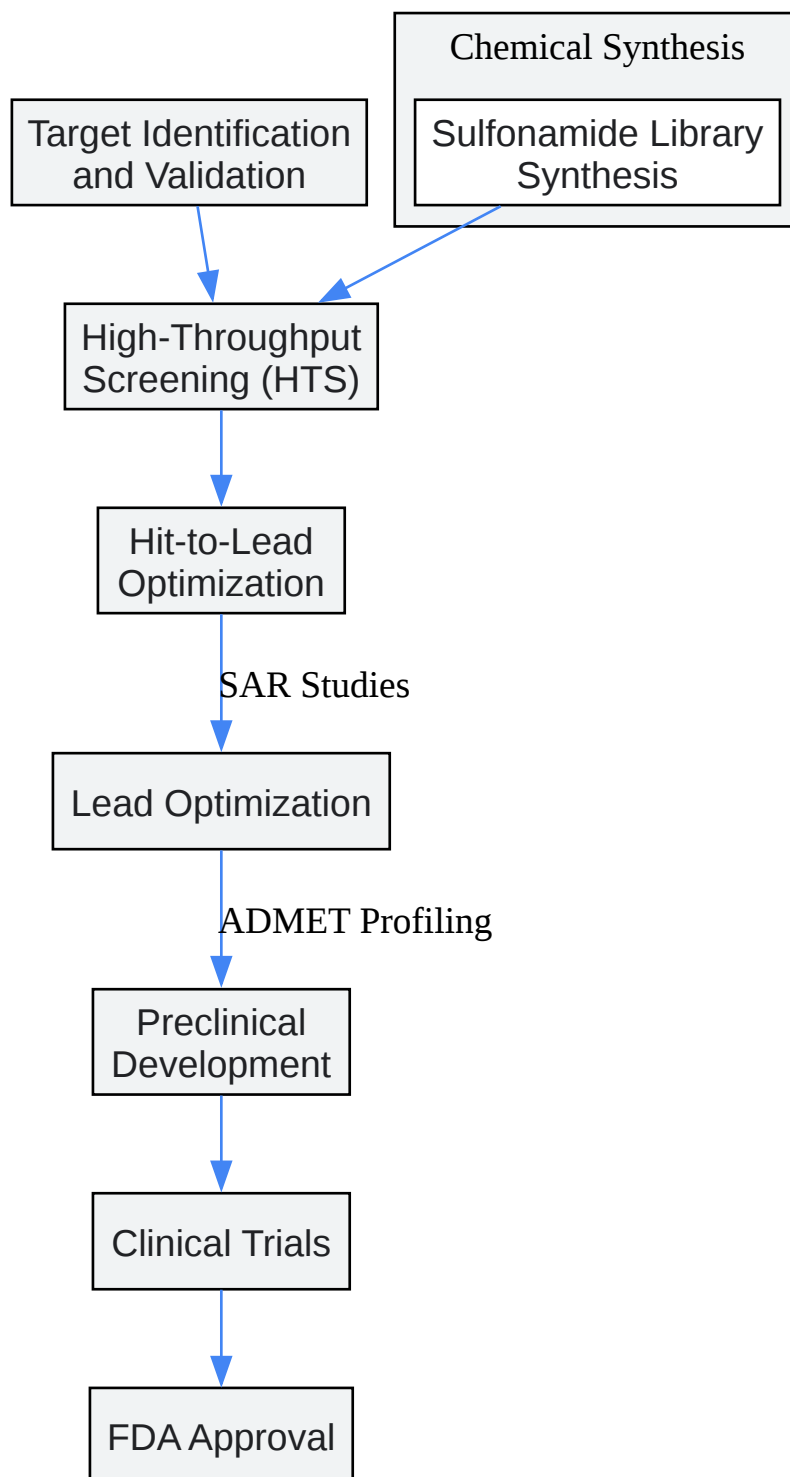 Chemical Synthesis
Target Identification
and Validation
Sulfonamide Library
Synthesis
High-Throughput
Screening (HTS)
Hit-to-Lead
Optimization
SAR Studies
Lead Optimization
ADMET Profiling
Preclinical
Development
Clinical Trials
FDA Approval